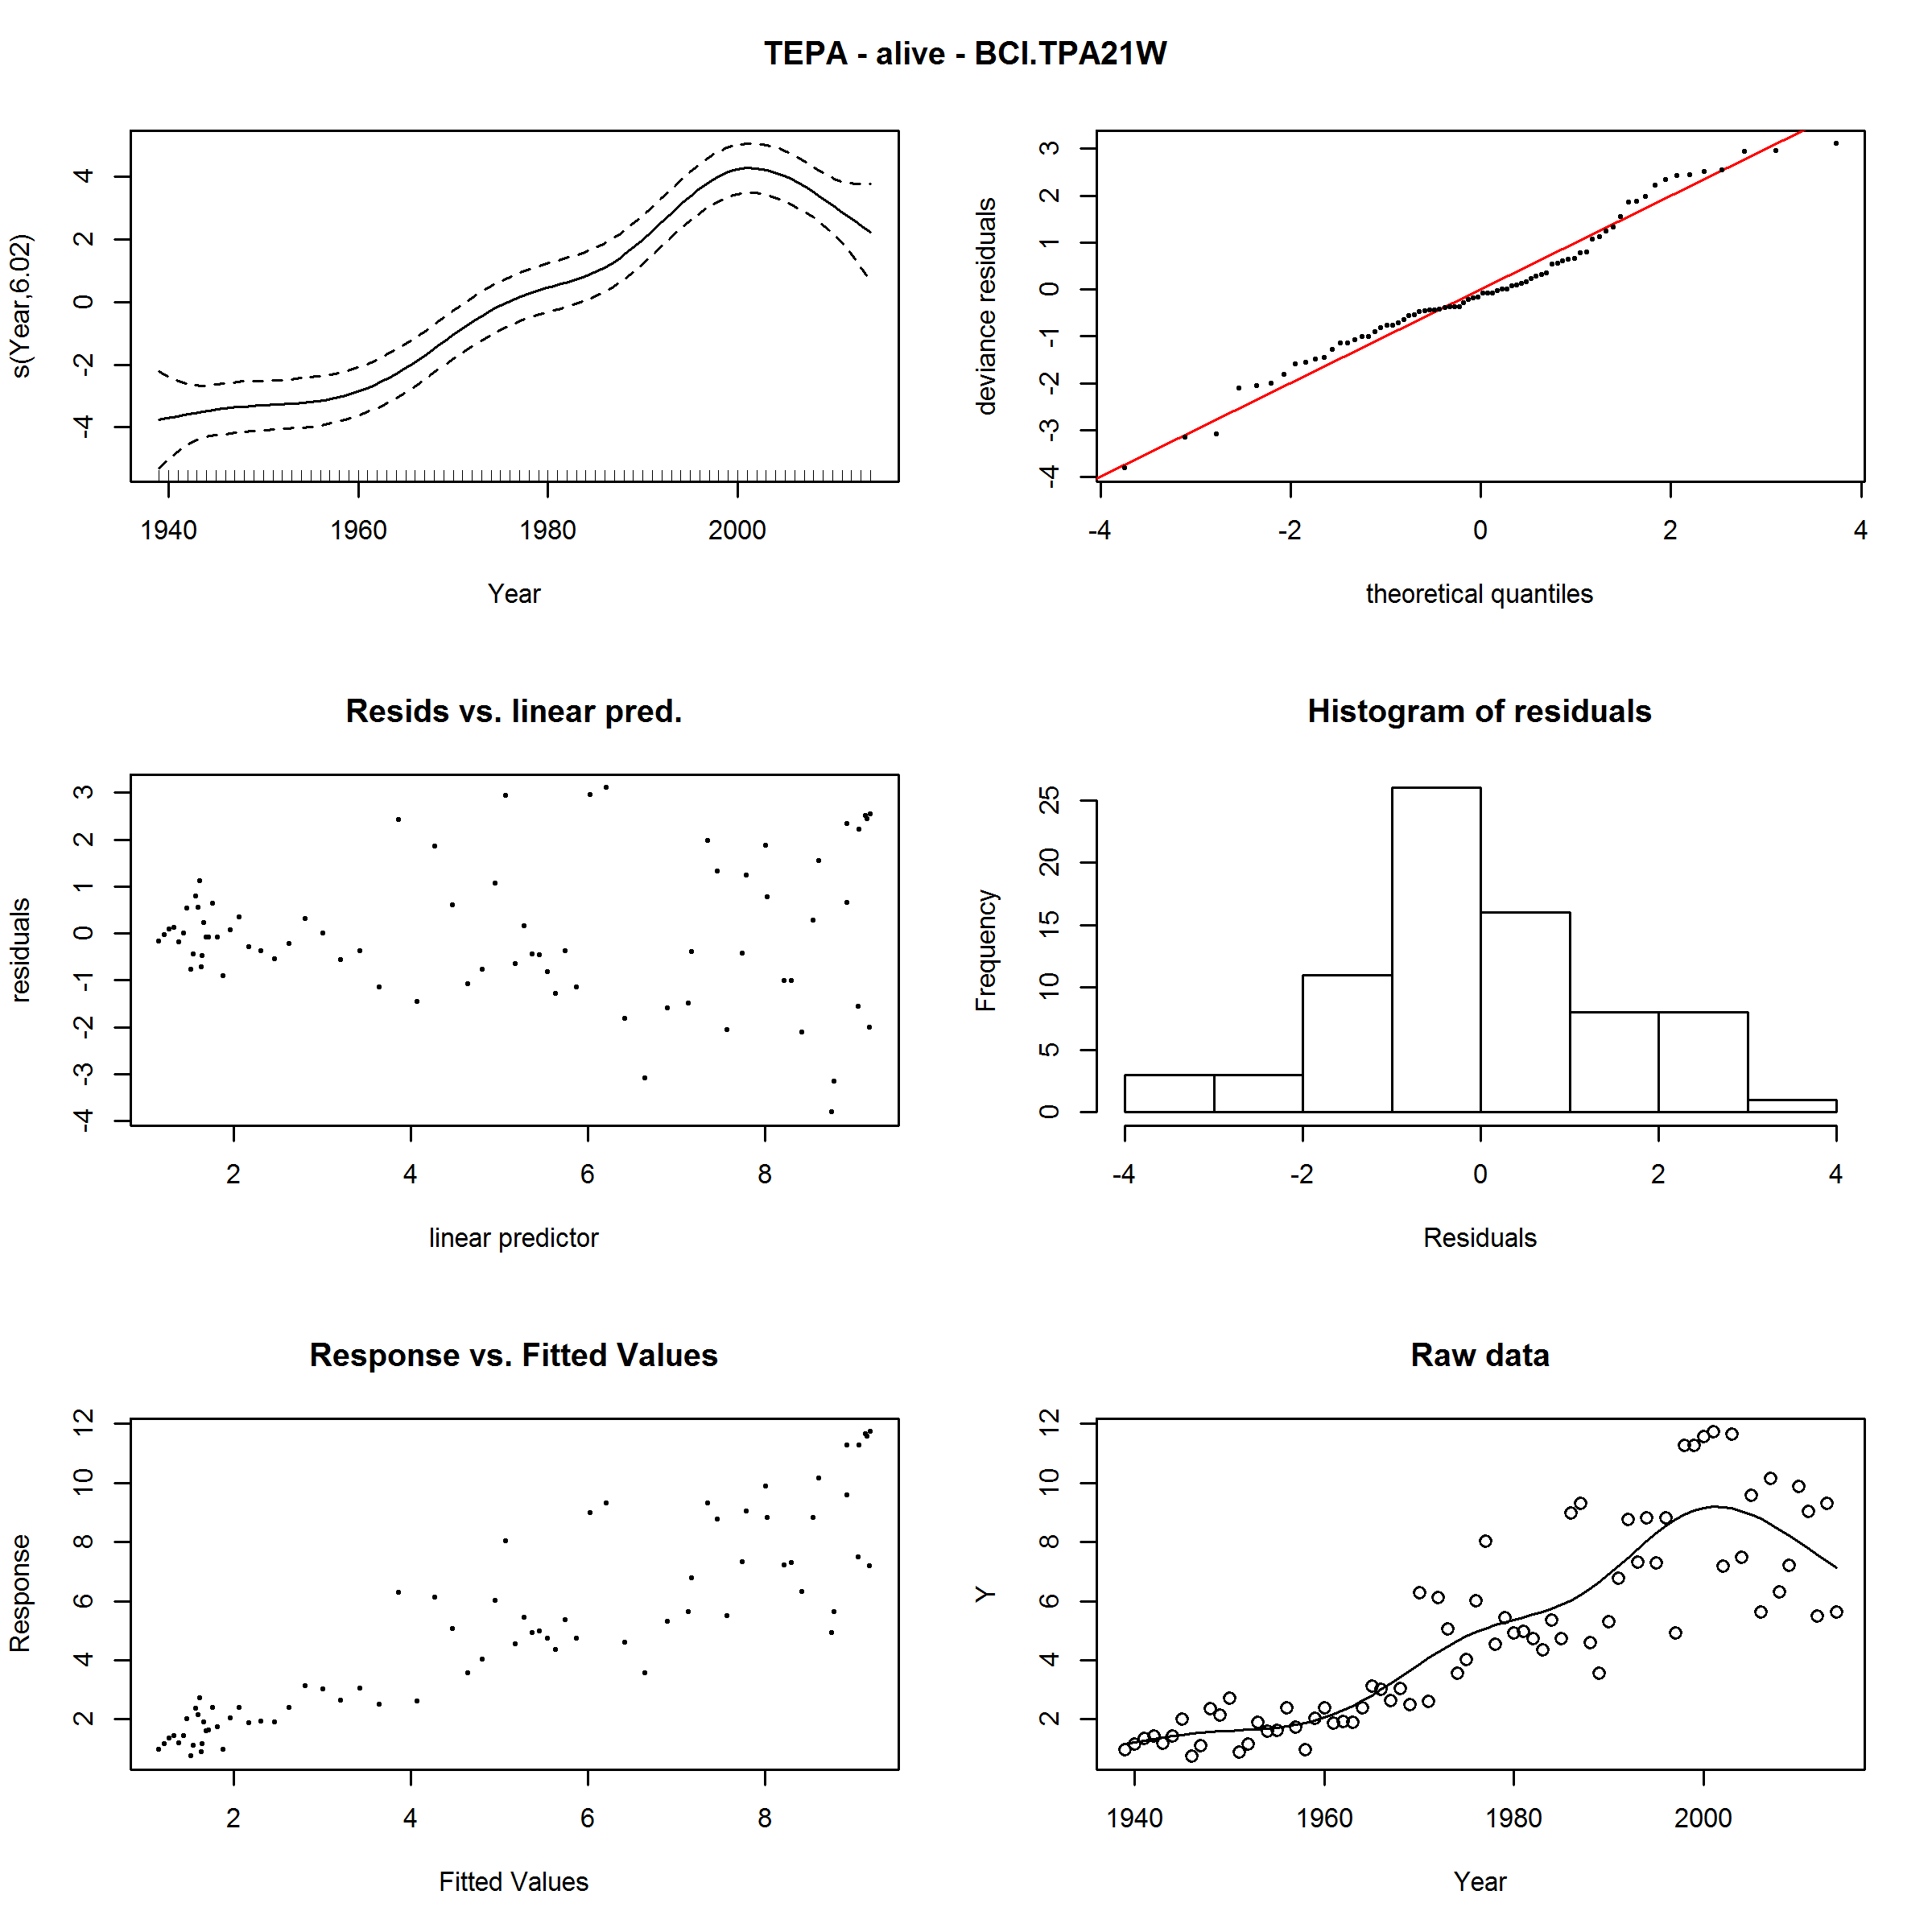 TEPA - alive - BCI.TPA21W
s(Year,6.02)
4
2
0
-2
-4
1940 1960 1980 2000
Year
deviance residuals
3
2
1
0
-1
-2
-3
-4
-4 -2 0 2 4
theoretical quantiles
Resids vs. linear pred.
residuals
3
2
1
0
-1
-2
-3
-4
2 4 6 8
linear predictor
Histogram of residuals
Frequency
25
20
15
10
5
0
-4 -2 0 2 4
Residuals
Response vs. Fitted Values
Response
12
10
8
6
4
2
2 4 6 8
Fitted Values
Raw data
Y
12
10
8
6
4
2
1940 1960 1980 2000
Year